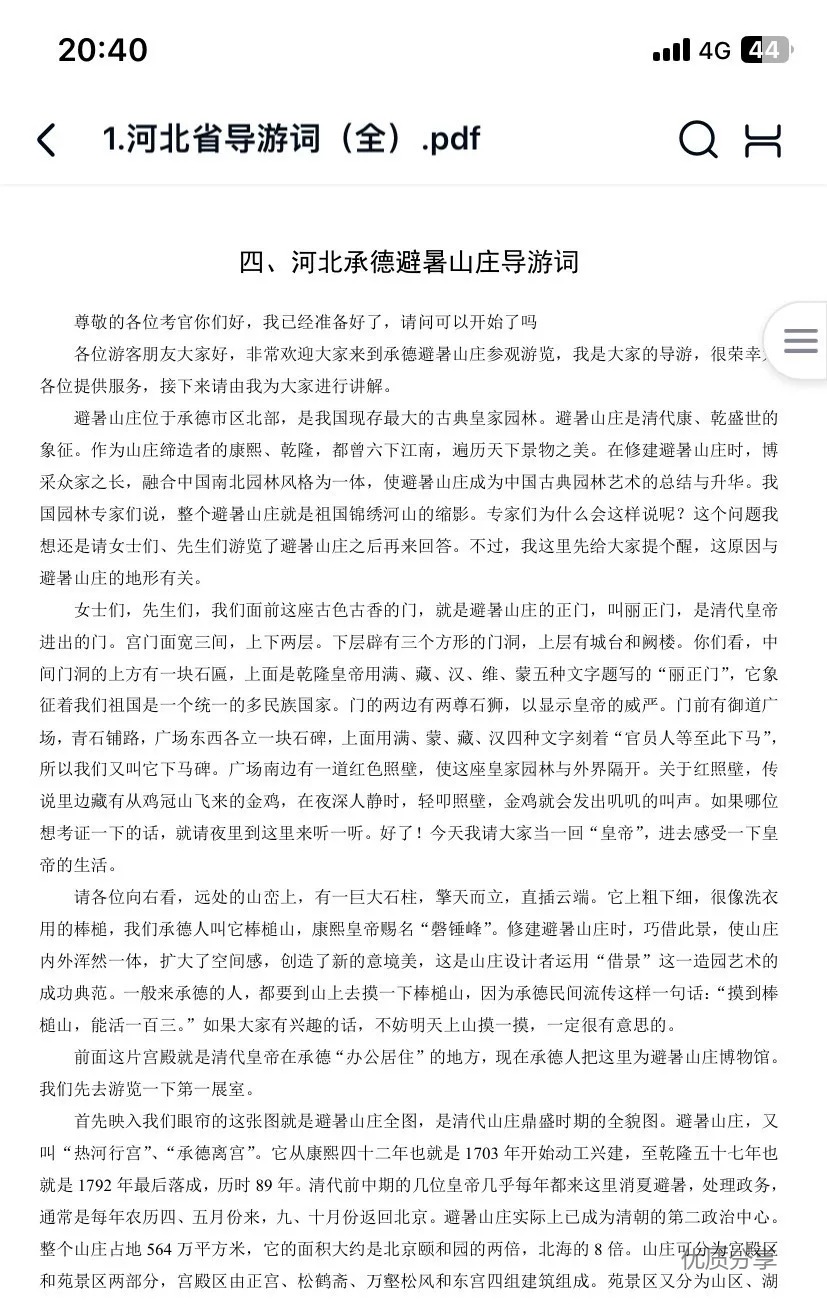 20:40
4G 44
1.河北省导游词（全）.pdf
四、河北承德避暑山庄导游词
尊敬的各位考官你们好，我已经准备好了，请问可以开始了吗
各位游客朋友大家好，非常欢迎大家来到承德避暑山庄参观游览，我是大家的导游，很荣幸
各位提供服务，接下来请由我为大家进行讲解。
避暑山庄位于承德市区北部，是我国现存最大的古典皇家园林。避暑山庄是清代康、乾盛世的
象征。作为山庄缔造者的康熙、乾隆，都曾六下江南，遍历天下景物之美。在修建避暑山庄时，博
采众家之长，融合中国南北园林风格为一体，使避暑山庄成为中国古典园林艺术的总结与升华。我
国园林专家们说，整个避暑山庄就是祖国锦绣河山的缩影。专家们为什么会这样说呢？这个问题我
想还是请女士们、先生们游览了避暑山庄之后再来回答。不过，我这里先给大家提个醒，这原因与
避暑山庄的地形有关。
女士们，先生们，我们面前这座古色古香的门，就是避暑山庄的正门，叫丽正门，是清代皇帝
进出的门。宫门面宽三间，上下两层。下层辟有三个方形的门洞，上层有城台和阙楼。你们看，中
间门洞的上方有一块石匾，上面是乾隆皇帝用满、藏、汉、维、蒙五种文字题写的“丽正门”，它象
征着我们祖国是一个统一的多民族国家。门的两边有两尊石狮，以显示皇帝的威严。门前有御道广
场，青石铺路，广场东西各立一块石碑，上面用满、蒙、藏、汉四种文字刻着“官员人等至此下马”，
所以我们又叫它下马碑。广场南边有一道红色照壁，使这座皇家园林与外界隔开。关于红照壁，传
说里边藏有从鸡冠山飞来的金鸡，在夜深人静时，轻叩照壁，金鸡就会发出叽叽的叫声。如果哪位
想考证一下的话，就请夜里到这里来听一听。好了！今天我请大家当一回“皇帝”，进去感受一下皇
帝的生活。
请各位向右看，远处的山峦上，有一巨大石柱，擎天而立，直插云端。它上粗下细，很像洗衣
用的棒槌，我们承德人叫它棒槌山，康熙皇帝赐名“磬锤峰”。修建避暑山庄时，巧借此景，使山庄
内外浑然一体，扩大了空间感，创造了新的意境美，这是山庄设计者运用“借景”这一造园艺术的
成功典范。一般来承德的人，都要到山上去摸一下棒槌山，因为承德民间流传这样一句话：“摸到棒
槌山，能活一百三。”如果大家有兴趣的话，不妨明天上山摸一摸，一定很有意思的。
前面这片宫殿就是清代皇帝在承德“办公居住”的地方，现在承德人把这里为避暑山庄博物馆。
我们先去游览一下第一展室。
首先映入我们眼帘的这张图就是避暑山庄全图，是清代山庄鼎盛时期的全貌图。避暑山庄，又
叫“热河行宫”、“承德离宫”。它从康熙四十二年也就是 1703 年开始动工兴建，至乾隆五十七年也
就是 1792 年最后落成，历时 89 年。清代前中期的几位皇帝几乎每年都来这里消夏避暑，处理政务，
通常是每年农历四、五月份来，九、十月份返回北京。避暑山庄实际上已成为清朝的第二政治中心。
整个山庄占地 564 万平方米，它的面积大约是北京颐和园的两倍，北海的 8 倍。山庄可分为宫殿区
和苑景区两部分，宫殿区由正宫、松鹤斋、万壑松风和东宫四组建筑组成。苑景区又分为山区、湖
优质分享